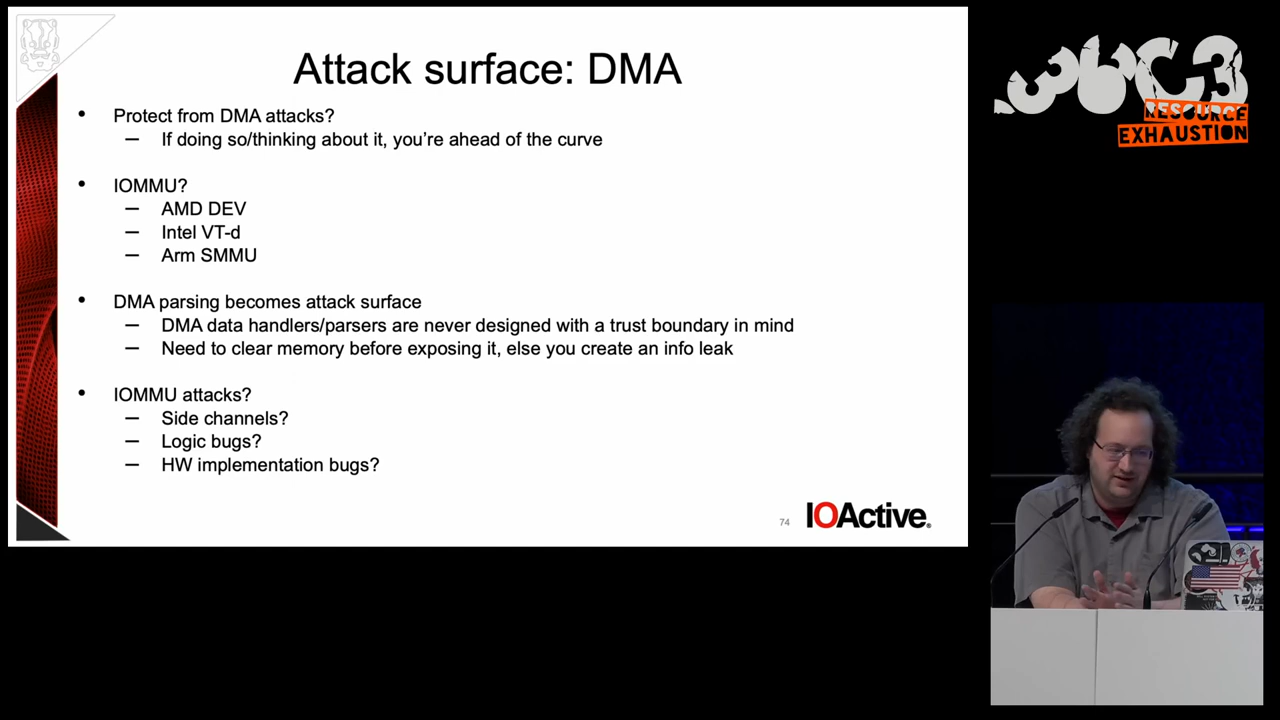 Attack surface: DMA
• Protect from DMA attacks?
– If doing so/thinking about it, you're ahead of the curve
• IOMMU?
– AMD DEV
– Intel VT-d
– Arm SMMU
• DMA parsing becomes attack surface
– DMA data handlers/parsers are never designed with a trust boundary in mind
– Need to clear memory before exposing it, else you create an info leak
• IOMMU attacks?
– Side channels?
– Logic bugs?
– HW implementation bugs?
74
IOActive.
36C3
RESOURCE
EXHAUSTION